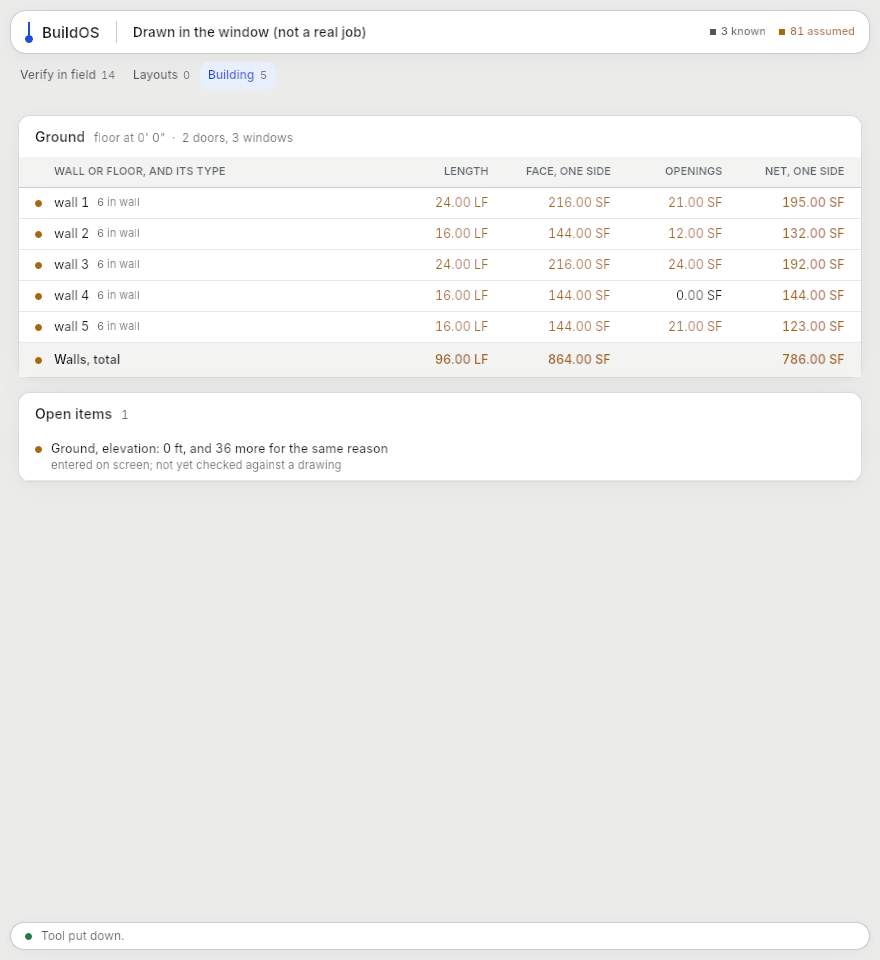 BuildOS Drawn in the window (not a real job) 3 known 81 assumed
Verify in field 14 Layouts 0 Building 5
Ground floor at 0' 0" · 2 doors, 3 windows
WALL OR FLOOR, AND ITS TYPE LENGTH FACE, ONE SIDE OPENINGS NET, ONE SIDE
wall 1 6 in wall 24.00 LF 216.00 SF 21.00 SF 195.00 SF
wall 2 6 in wall 16.00 LF 144.00 SF 12.00 SF 132.00 SF
wall 3 6 in wall 24.00 LF 216.00 SF 24.00 SF 192.00 SF
wall 4 6 in wall 16.00 LF 144.00 SF 0.00 SF 144.00 SF
wall 5 6 in wall 16.00 LF 144.00 SF 21.00 SF 123.00 SF
Walls, total 96.00 LF 864.00 SF 786.00 SF
Open items 1
Ground, elevation: 0 ft, and 36 more for the same reason
entered on screen; not yet checked against a drawing
Tool put down.